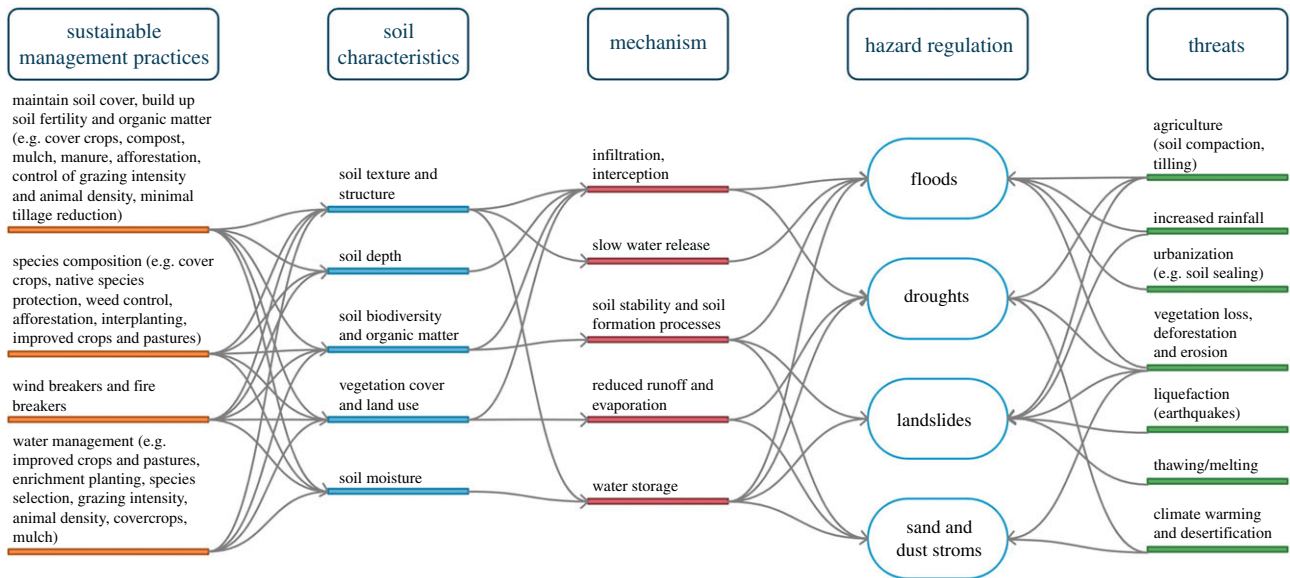 sustainable
management practices
soil
characteristics
mechanism
hazard regulation
threats
maintain soil cover, build up
soil fertility and organic matter
(e.g. cover crops, compost,
mulch, manure, afforestation,
control of grazing intensity
and animal density, minimal
tillage reduction)
species composition (e.g. cover
crops, native species
protection, weed control,
afforestation, interplanting,
improved crops and pastures)
wind breakers and fire
breakers
water management (e.g.
improved crops and pastures,
enrichment planting, species
selection, grazing intensity,
animal density, covercrops,
mulch)
soil texture and
structure
soil depth
soil biodiversity
and organic matter
vegetation cover
and land use
soil moisture
infiltration,
interception
slow water release
soil stability and soil
formation processes
reduced runoff and
evaporation
water storage
floods
droughts
landslides
sand and
dust stroms
agriculture
(soil compaction,
tilling)
increased rainfall
urbanization
(e.g. soil sealing)
vegetation loss,
deforestation
and erosion
liquefaction
(earthquakes)
thawing/melting
climate warming
and desertification